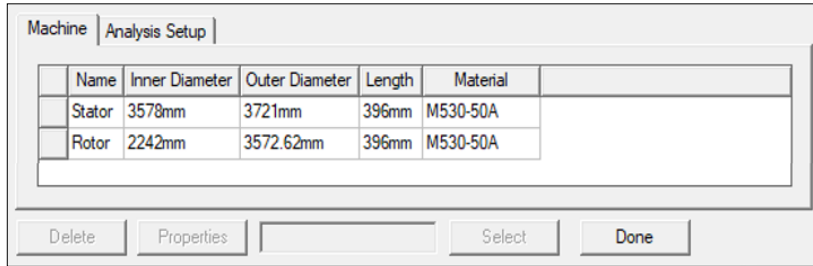 Machine Analysis Setup
Name Inner Diameter Outer Diameter Length Material
Stator 3578mm 3721mm 396mm M530-50A
Rotor 2242mm 3572.62mm 396mm M530-50A
Delete Properties Select Done